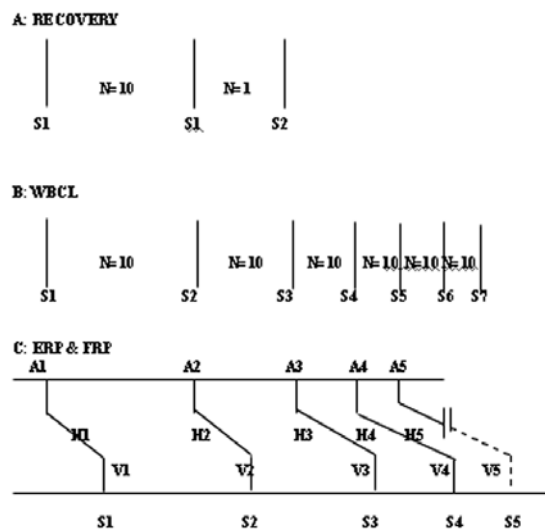 A: RECOVERY
N=10 N=1
S1 S1 S2
B: WBCL
N=10 N=10 N=10 N=10 N=10 N=10
S1 S2 S3 S4 S5 S6 S7
C: ERP & FRP
A1 A2 A3 A4 A5
H1 H2 H3 H4 H5
V1 V2 V3 V4 V5
S1 S2 S3 S4 S5